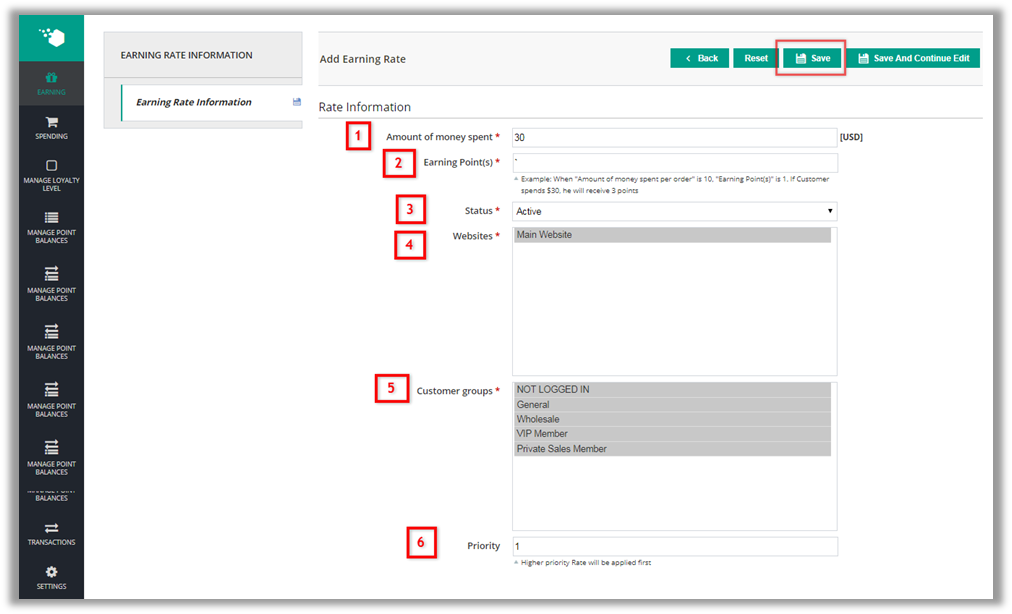 EARNING
SPENDING
MANAGE LOYALTY
LEVEL
MANAGE POINT
BALANCES
MANAGE POINT
BALANCES
MANAGE POINT
BALANCES
MANAGE POINT
BALANCES
MANAGE POINT
BALANCES
MANAGE POINT
BALANCES
TRANSACTIONS
SETTINGS
EARNING RATE INFORMATION
Earning Rate Information
Add Earning Rate
Back Reset Save Save And Continue Edit
Rate Information
1 Amount of money spent * 30 [USD]
2 Earning Point(s) * `
Example: When "Amount of money spent per order" is 10, "Earning Point(s)" is 1. If Customer
spends $30, he will receive 3 points
3 Status * Active
4 Websites * Main Website
5 Customer groups * NOT LOGGED IN
General
Wholesale
VIP Member
Private Sales Member
6 Priority 1
Higher priority Rate will be applied first